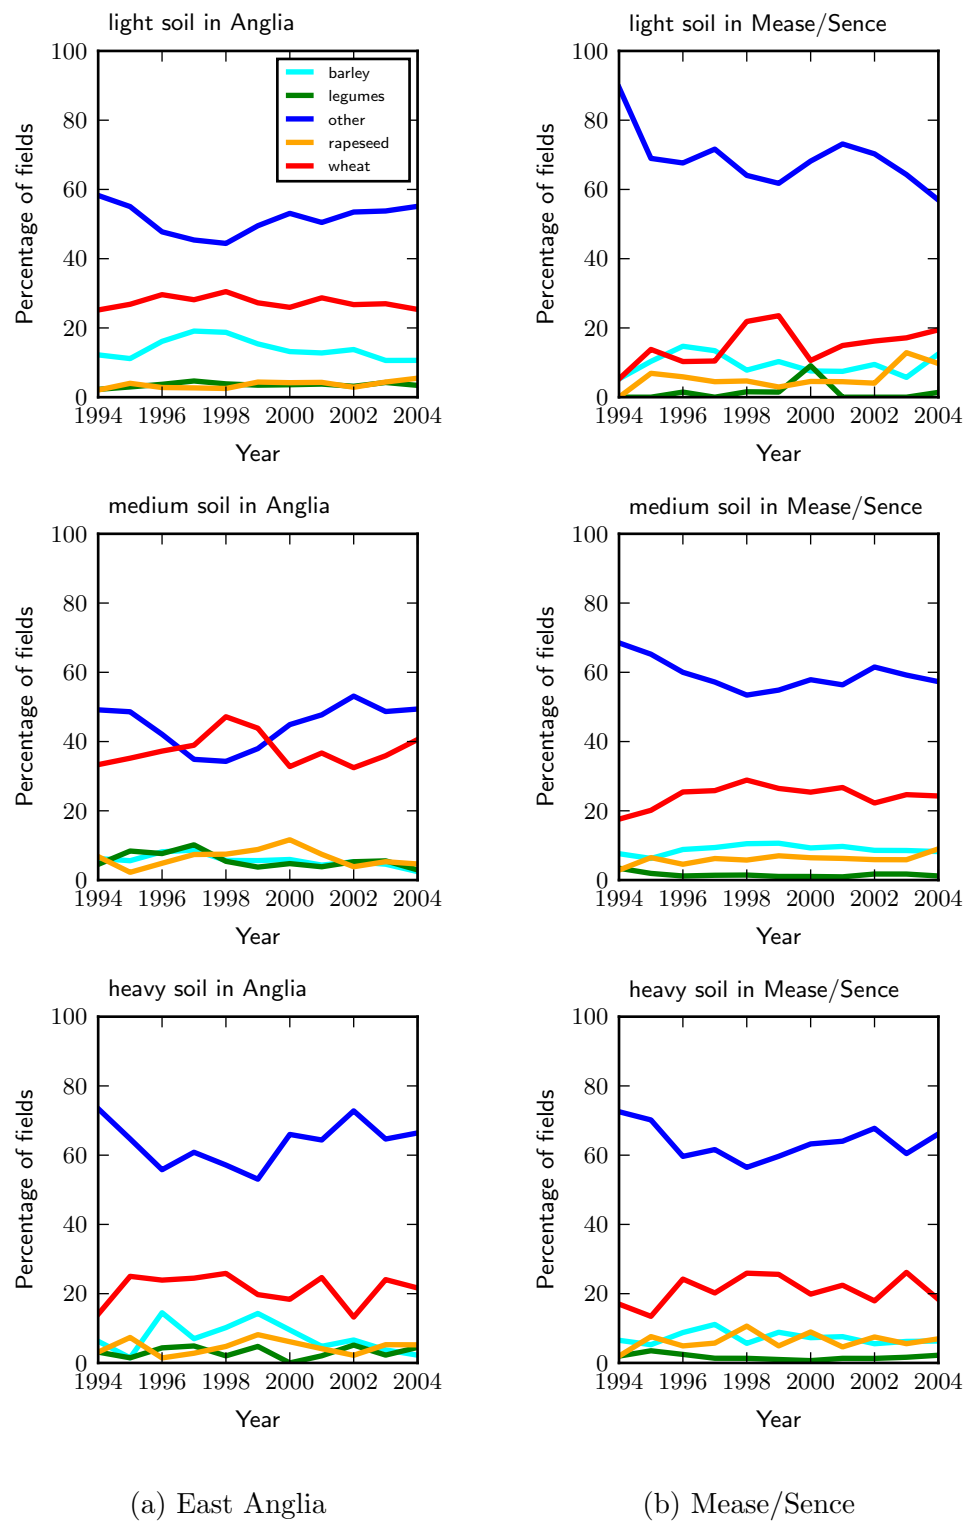 light soil in Anglia
100
80
60
40
20
0
Percentage of fields
barley
legumes
other
rapeseed
wheat
1994 1996 1998 2000 2002 2004
Year
light soil in Mease/Sence
100
80
60
40
20
0
Percentage of fields
1994 1996 1998 2000 2002 2004
Year
medium soil in Anglia
100
80
60
40
20
0
Percentage of fields
1994 1996 1998 2000 2002 2004
Year
medium soil in Mease/Sence
100
80
60
40
20
0
Percentage of fields
1994 1996 1998 2000 2002 2004
Year
heavy soil in Anglia
100
80
60
40
20
0
Percentage of fields
1994 1996 1998 2000 2002 2004
Year
heavy soil in Mease/Sence
100
80
60
40
20
0
Percentage of fields
1994 1996 1998 2000 2002 2004
Year
(a) East Anglia
(b) Mease/Sence